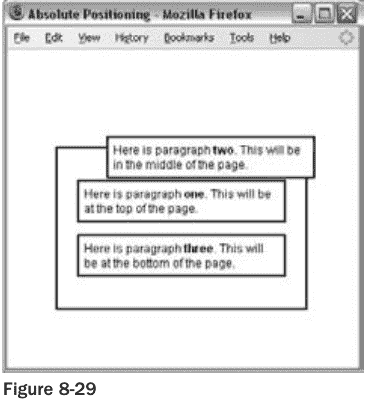 Absolute Positioning - Mozilla Firefox
File Edit View History Bookmarks Tools Help
Here is paragraph two. This will be
in the middle of the page.
Here is paragraph one. This will be
at the top of the page.
Here is paragraph three. This will
be at the bottom of the page.
Figure 8-29